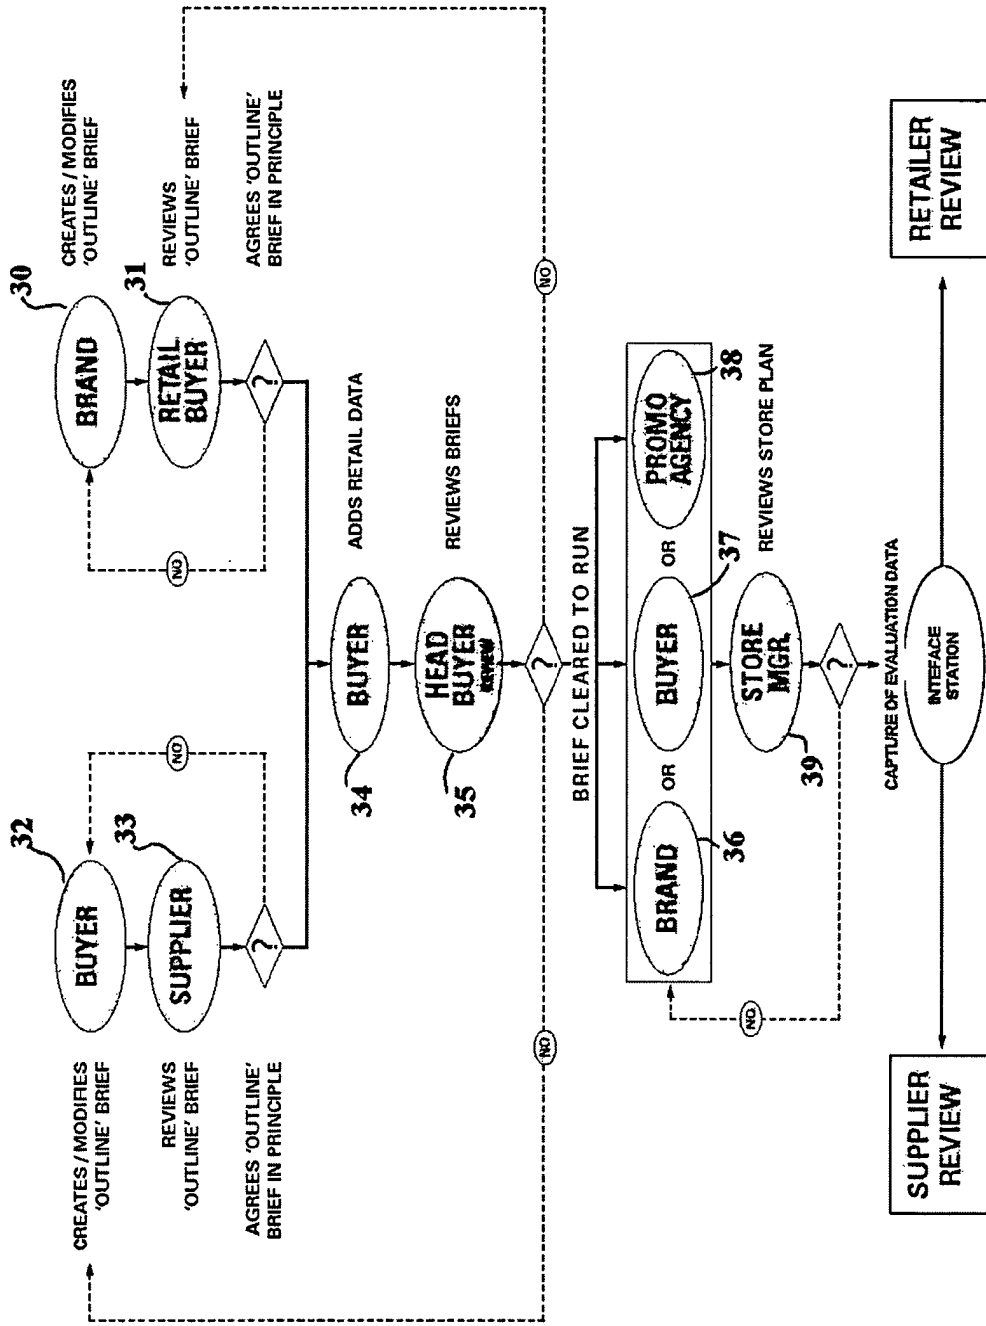 CREATES / MODIFIES
'OUTLINE' BRIEF
32
BUYER
NO
REVIEWS
'OUTLINE' BRIEF
33
SUPPLIER
AGREES 'OUTLINE'
BRIEF IN PRINCIPLE
?
30
BRAND
CREATES / MODIFIES
'OUTLINE' BRIEF
NO
31
RETAIL
BUYER
REVIEWS
'OUTLINE' BRIEF
?
AGREES 'OUTLINE'
BRIEF IN PRINCIPLE
34
BUYER
ADDS RETAIL DATA
35
HEAD
BUYER
REVIEW
REVIEWS BRIEFS
NO
?
NO
BRIEF CLEARED TO RUN
BRAND
36
OR
BUYER
37
OR
PROMO
AGENCY
38
39
STORE
MGR.
REVIEWS STORE PLAN
NO
?
CAPTURE OF EVALUATION DATA
SUPPLIER
REVIEW
INTEFACE
STATION
RETAILER
REVIEW